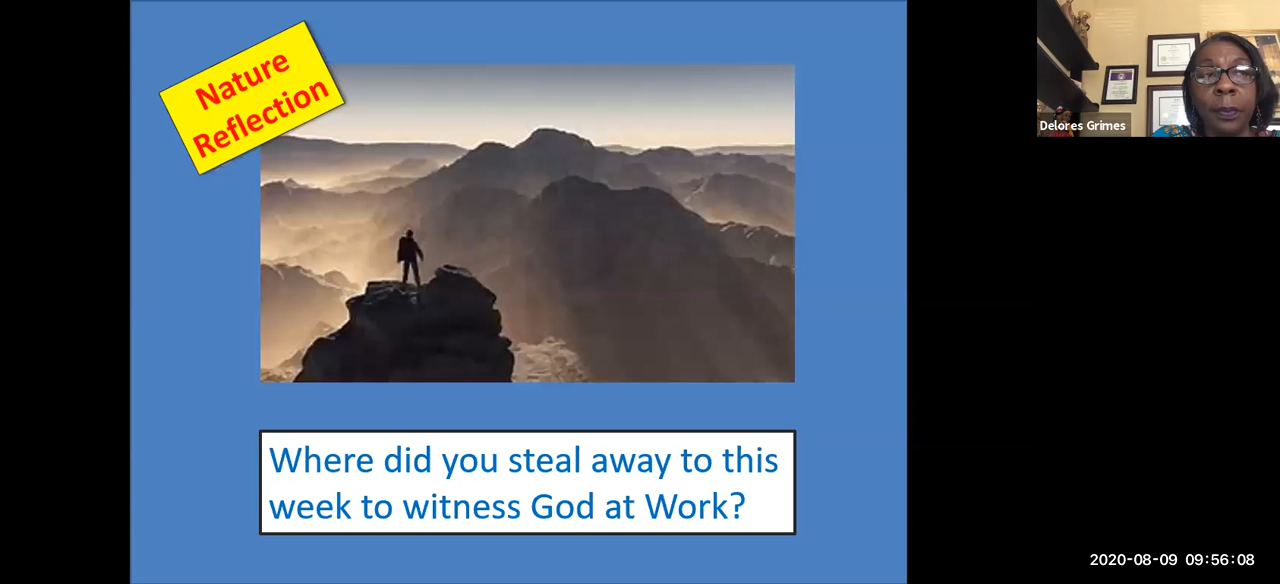 Nature
Reflection
Delores Grimes
Where did you steal away to this
week to witness God at Work?
2020-08-09 09:56:08